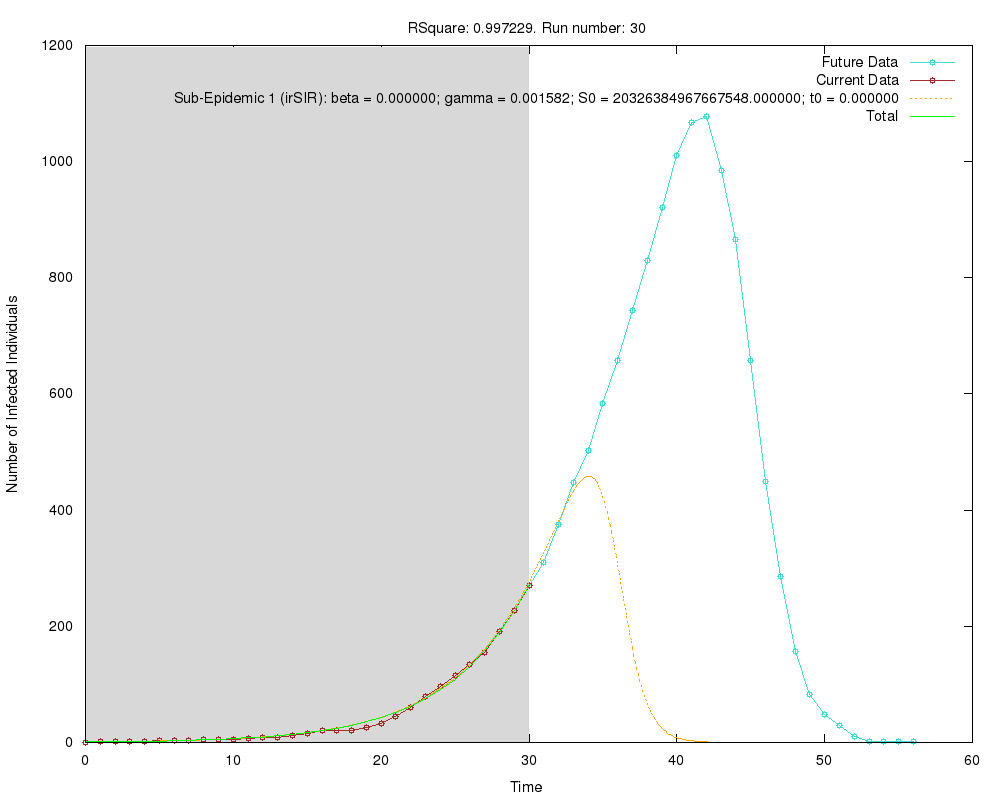 RSquare: 0.997229. Run number: 30
1200
1000
800
600
400
200
0
Number of Infected Individuals
Future Data
Current Data
Sub-Epidemic 1 (irSIR): beta = 0.000000; gamma = 0.001582; S0 = 20326384967667548.000000; t0 = 0.000000
Total
0 10 20 30 40 50 60
Time